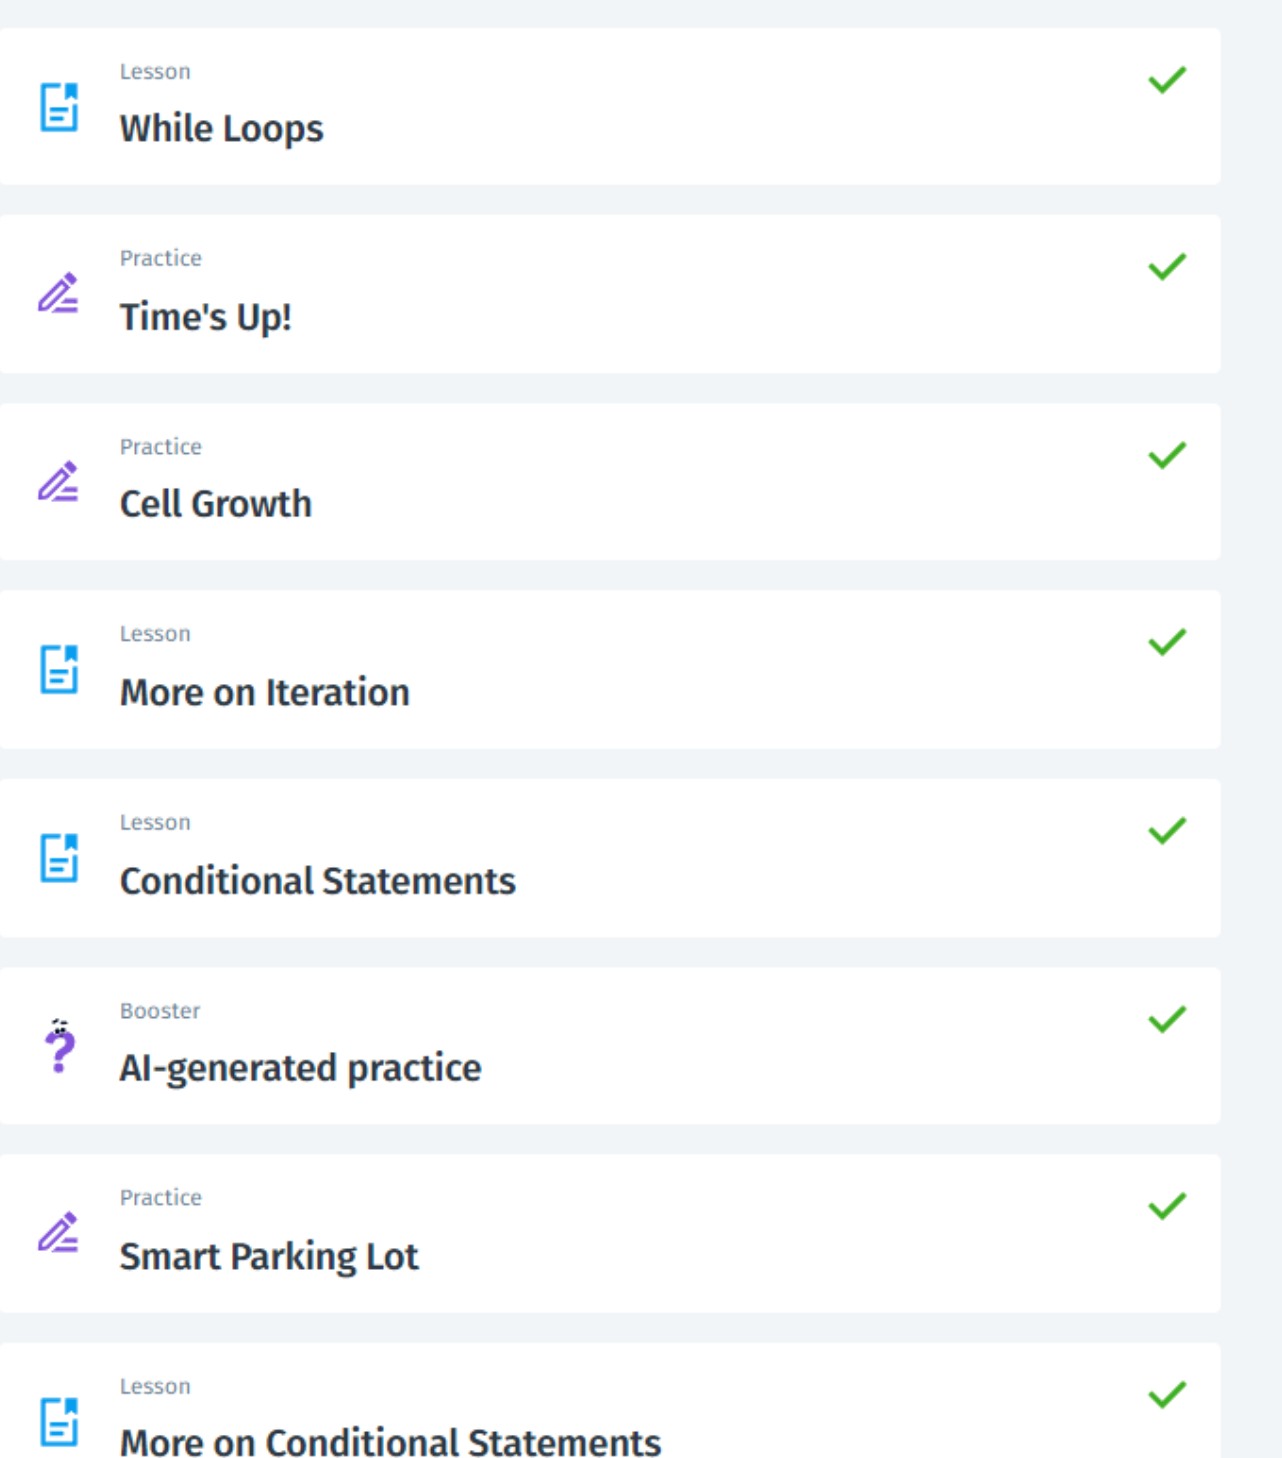 Lesson
While Loops
Practice
Time's Up!
Practice
Cell Growth
Lesson
More on Iteration
Lesson
Conditional Statements
Booster
AI-generated practice
Practice
Smart Parking Lot
Lesson
More on Conditional Statements